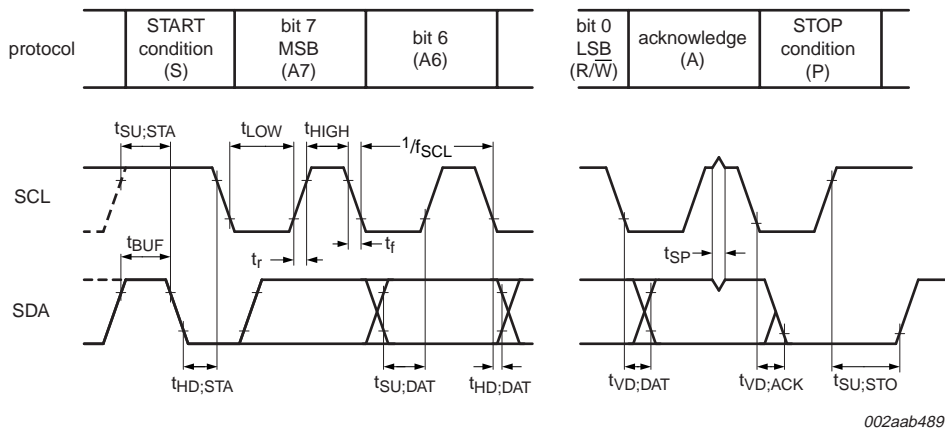 protocol
START
condition
(S)
bit 7
MSB
(A7)
bit 6
(A6)
bit 0
LSB
(R/W̅)
acknowledge
(A)
STOP
condition
(P)
tSU;STA
tLOW
tHIGH
1/fSCL
SCL
tBUF
tr
tf
tSP
SDA
tHD;STA
tSU;DAT
tHD;DAT
tVD;DAT
tVD;ACK
tSU;STO
002aab489